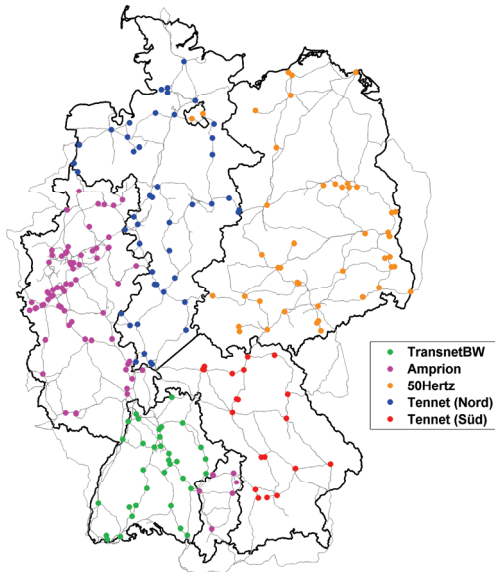 TransnetBW
Amprion
50Hertz
Tennet (Nord)
Tennet (Süd)